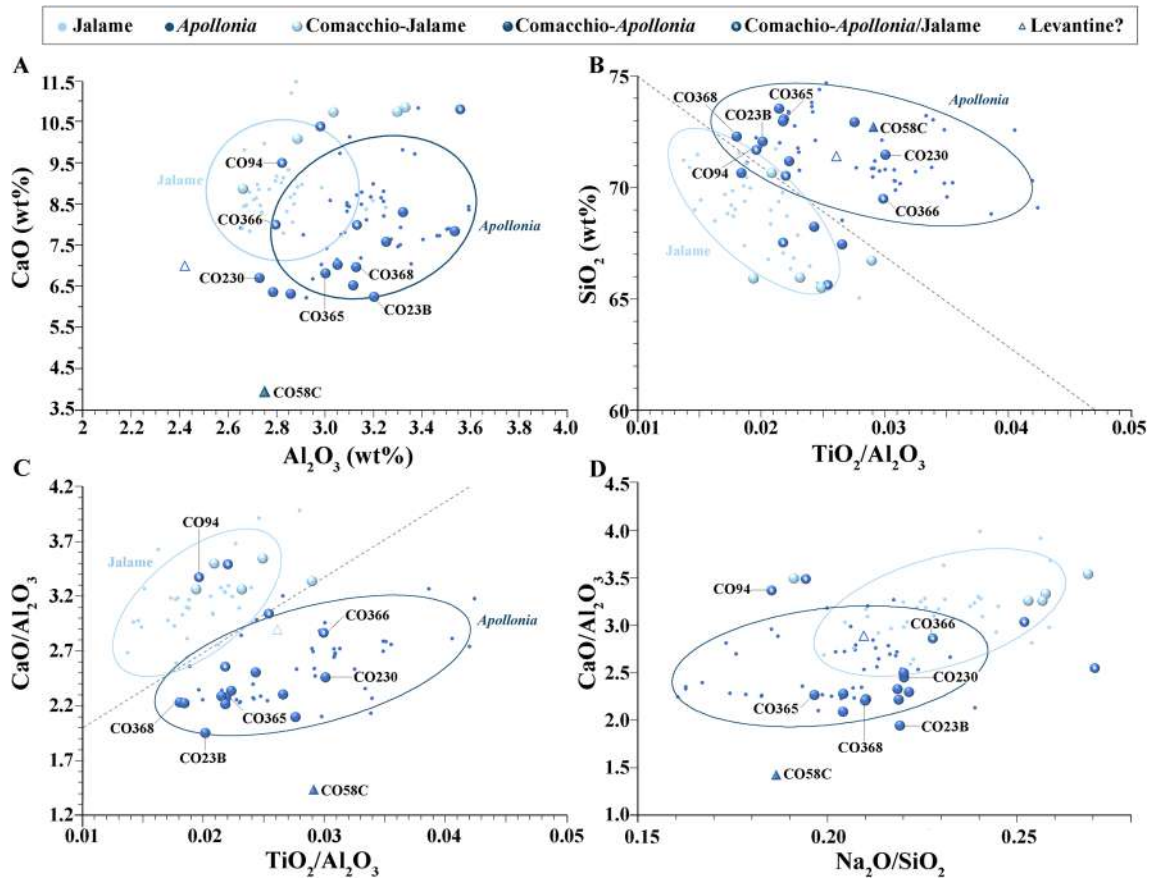 Jalame Apollonia Comacchio-Jalame Comacchio-Apollonia Comachio-Apollonia/Jalame Levantine?
A
CaO (wt%)
11.5
10.5
9.5
8.5
7.5
6.5
5.5
4.5
3.5
CO94
Jalame
CO366
Apollonia
CO230
CO368
CO365
CO23B
CO58C
2 2.2 2.4 2.6 2.8 3.0 3.2 3.4 3.6 3.8 4.0
Al2O3 (wt%)
B
SiO2 (wt%)
75
70
65
60
CO368
CO365
CO23B
Apollonia
CO58C
CO94
CO230
CO366
Jalame
0.01 0.02 0.03 0.04 0.05
TiO2/Al2O3
C
CaO/Al2O3
4.2
3.7
3.2
2.7
2.2
1.7
1.2
CO94
Jalame
CO366
Apollonia
CO230
CO368
CO365
CO23B
CO58C
0.01 0.02 0.03 0.04 0.05
TiO2/Al2O3
D
CaO/Al2O3
4.5
4.0
3.5
3.0
2.5
2.0
1.5
1.0
CO94
CO366
CO230
CO365
CO368
CO23B
CO58C
0.15 0.20 0.25
Na2O/SiO2